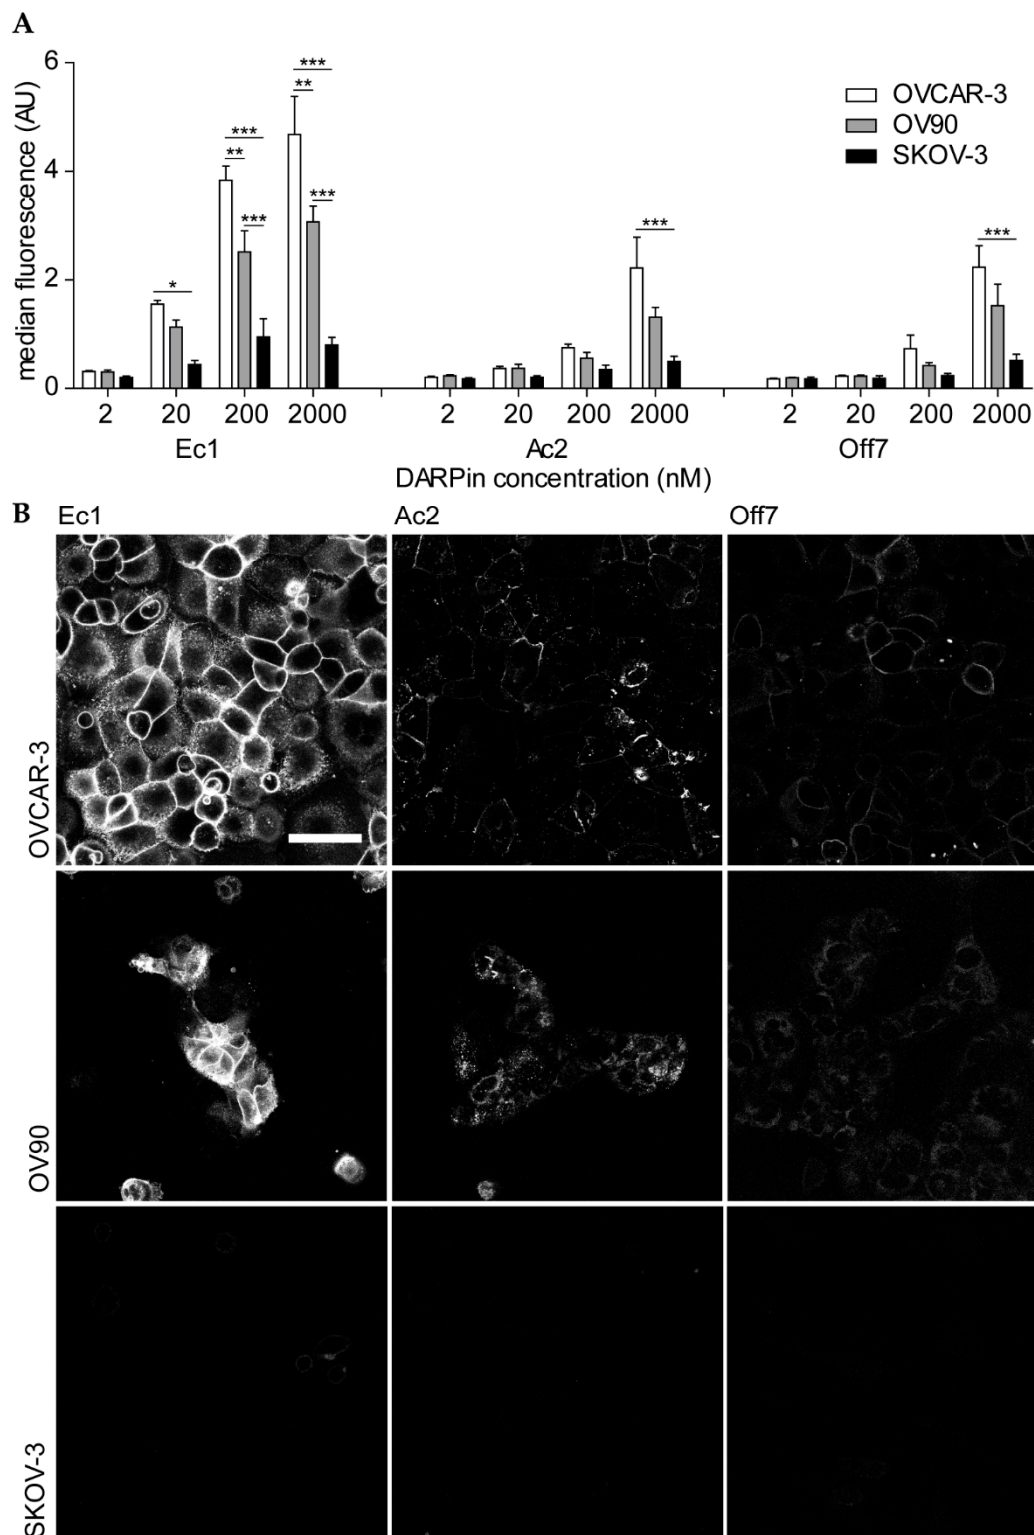 A
6
4
2
0
median fluorescence (AU)
***
**
***
**
***
***
***
*
***
***
OVCAR-3
OV90
SKOV-3
2 20 200 2000 2 20 200 2000 2 20 200 2000
Ec1 Ac2 Off7
DARPin concentration (nM)
B Ec1 Ac2 Off7
OVCAR-3
OV90
SKOV-3